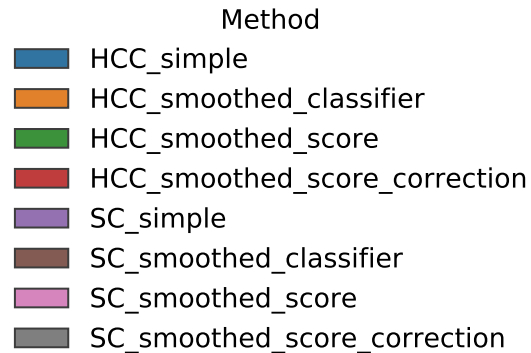 Method
HCC_simple
HCC_smoothed_classifier
HCC_smoothed_score
HCC_smoothed_score_correction
SC_simple
SC_smoothed_classifier
SC_smoothed_score
SC_smoothed_score_correction